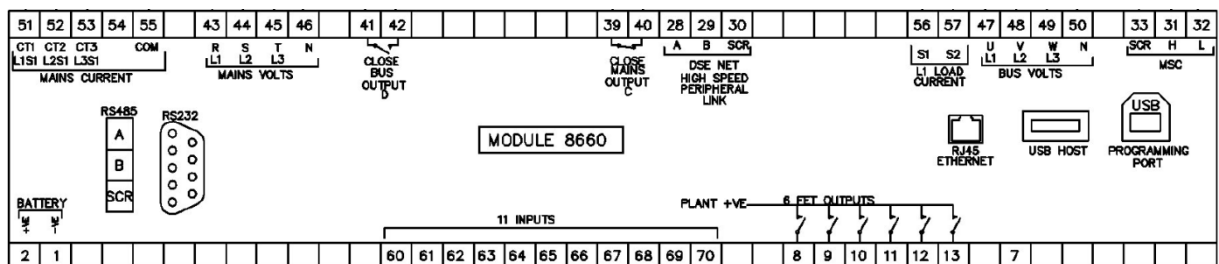 51 52 53 54 55 43 44 45 46 41 42 39 40 28 29 30 56 57 47 48 49 50 33 31 32
CT1 CT2 CT3 COM
L1S1 L2S1 L3S1
MAINS CURRENT
R S T N
L1 L2 L3
MAINS VOLTS
CLOSE
BUS
OUTPUT
D
CLOSE
MAINS
OUTPUT
C
A B SCR
DSE NET
HIGH SPEED
PERIPHERAL
LINK
S1 S2
L1 LOAD
CURRENT
U V W N
L1 L2 L3
BUS VOLTS
SCR H L
MSC
RS485
A
B
SCR
RS232
MODULE 8660
RJ45
ETHERNET
USB HOST
USB
PROGRAMMING
PORT
BATTERY
+VE
-VE
11 INPUTS
PLANT +VE
6 FET OUTPUTS
2 1 60 61 62 63 64 65 66 67 68 69 70 8 9 10 11 12 13 7